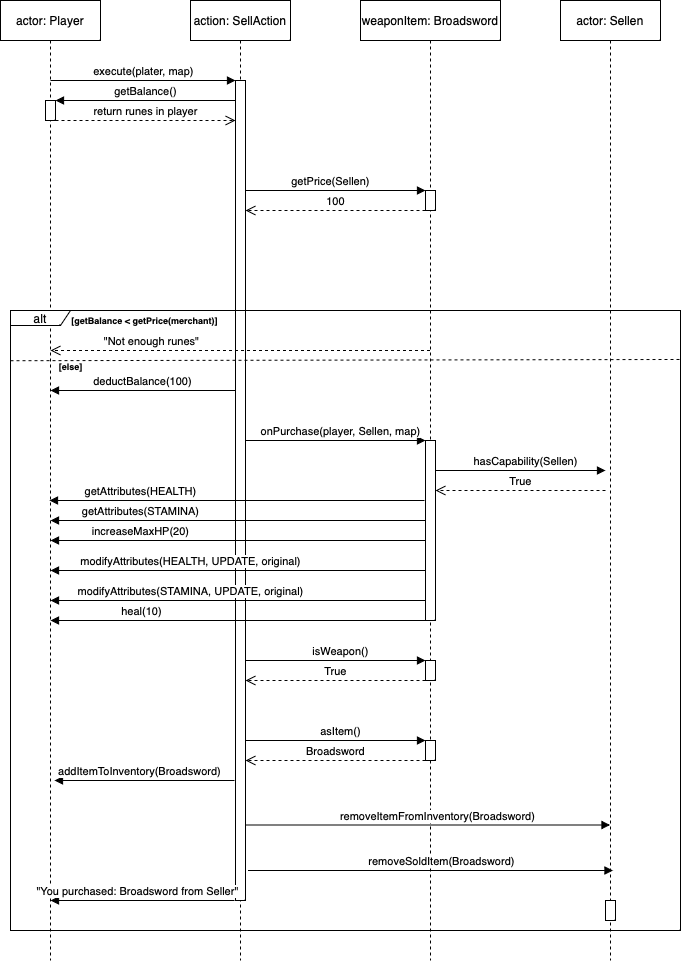 actor: Player
action: SellAction
weaponItem: Broadsword
actor: Sellen
execute(plater, map)
getBalance()
return runes in player
getPrice(Sellen)
100
alt
[getBalance < getPrice(merchant)]
"Not enough runes"
[else]
deductBalance(100)
onPurchase(player, Sellen, map)
hasCapability(Sellen)
True
getAttributes(HEALTH)
getAttributes(STAMINA)
increaseMaxHP(20)
modifyAttributes(HEALTH, UPDATE, original)
modifyAttributes(STAMINA, UPDATE, original)
heal(10)
isWeapon()
True
asItem()
Broadsword
addItemToInventory(Broadsword)
removeItemFromInventory(Broadsword)
removeSoldItem(Broadsword)
"You purchased: Broadsword from Seller"